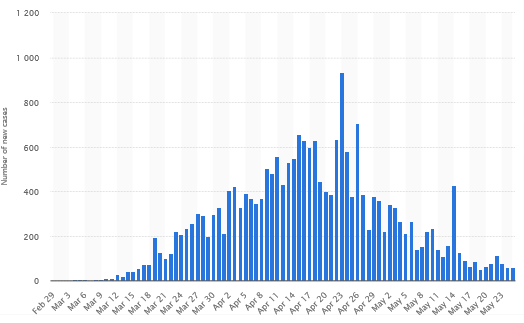 1 200
1 000
800
600
400
200
0
Number of new cases
Feb 29
Mar 3
Mar 6
Mar 9
Mar 12
Mar 15
Mar 18
Mar 21
Mar 24
Mar 27
Mar 30
Apr 2
Apr 5
Apr 8
Apr 11
Apr 14
Apr 17
Apr 20
Apr 23
Apr 26
Apr 29
May 2
May 5
May 8
May 11
May 14
May 17
May 20
May 23